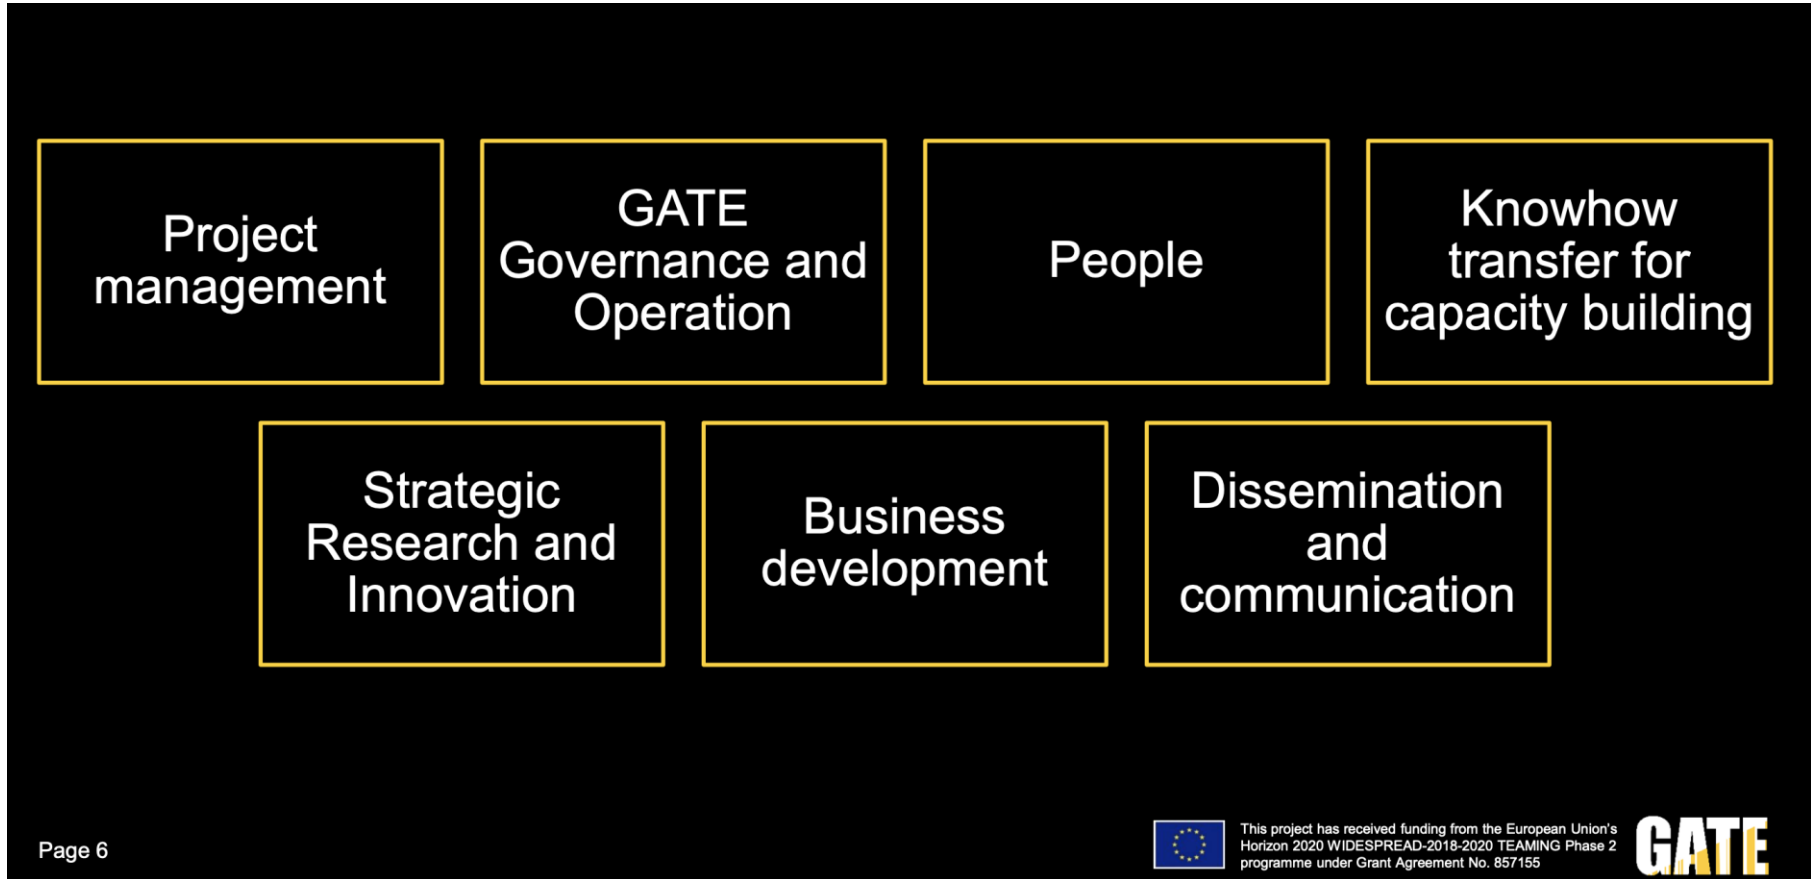 Project
management
GATE
Governance and
Operation
People
Knowhow
transfer for
capacity building
Strategic
Research and
Innovation
Business
development
Dissemination
and
communication
Page 6
This project has received funding from the European Union's
Horizon 2020 WIDESPREAD-2018-2020 TEAMING Phase 2
programme under Grant Agreement No. 857155
GATE